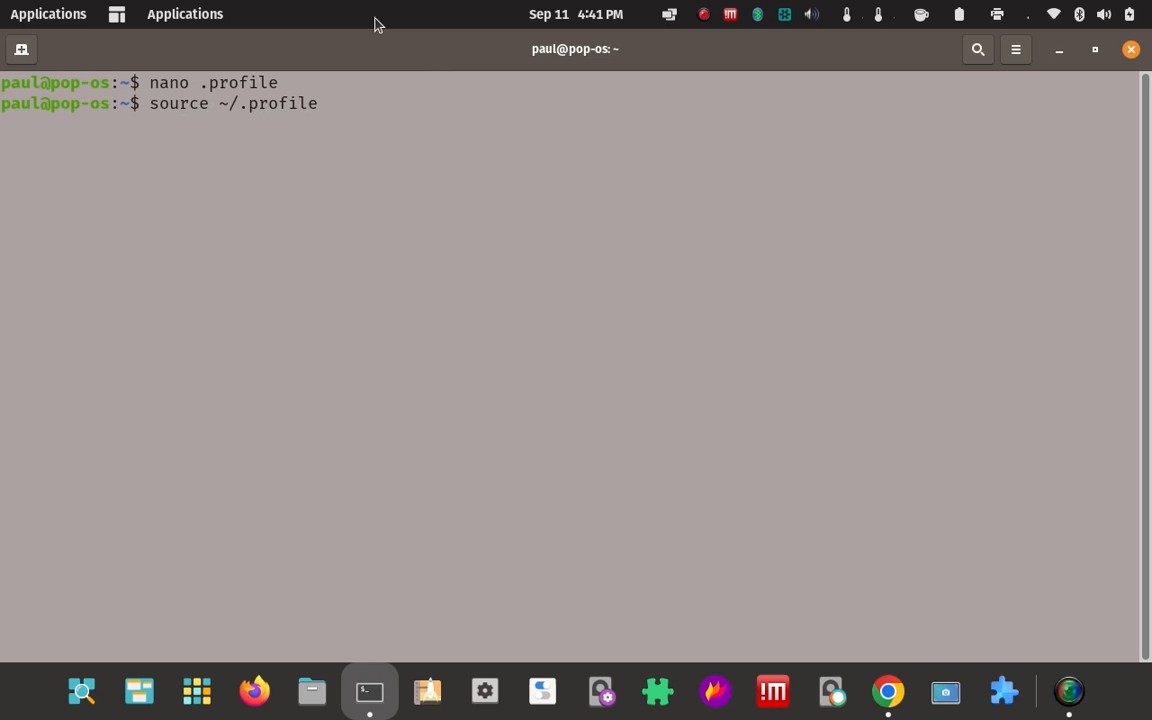 Applications Applications Sep 11 4:41 PM !M
paul@pop-os: ~
paul@pop-os:~$ nano .profile
paul@pop-os:~$ source ~/.profile
$_ !M